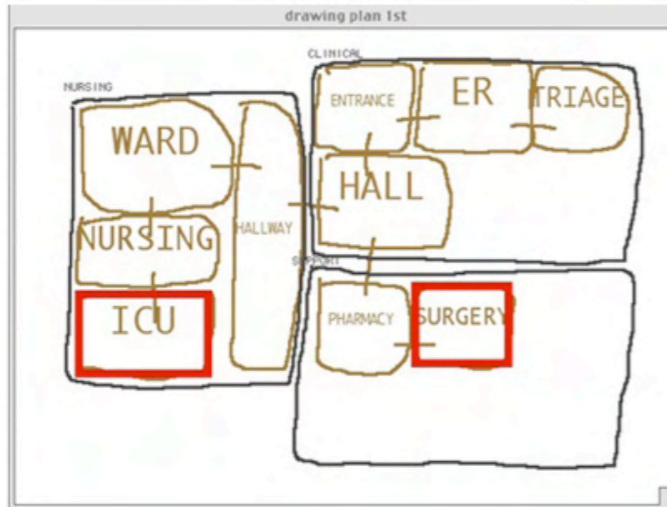 drawing plan 1st
CLINICAL
NURSING
ENTRANCE
ER
TRIAGE
WARD
HALL
HALLWAY
NURSING
SUPPORT
ICU
PHARMACY
SURGERY